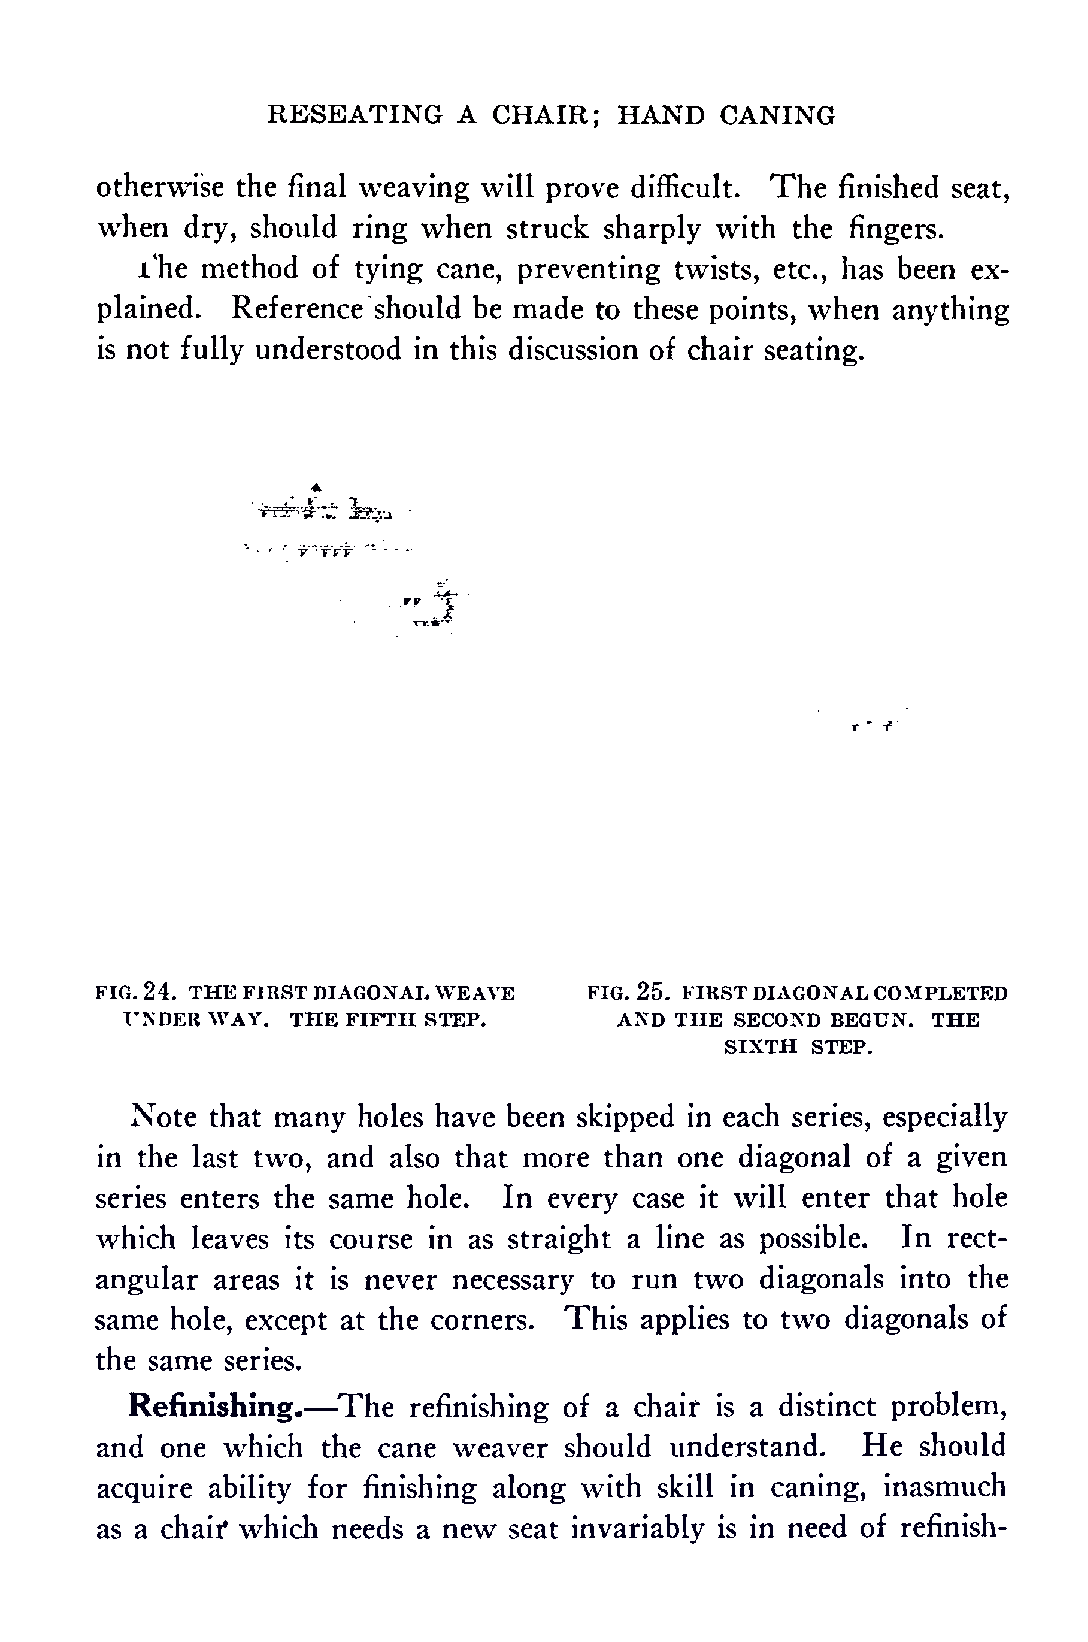 RESEATING A CHAIR; HAND CANING
otherwise the final weaving will prove difficult. The finished seat,
when dry, should ring when struck sharply with the fingers.
The method of tying cane, preventing twists, etc., has been ex-
plained. Reference should be made to these points, when anything
is not fully understood in this discussion of chair seating.
FIG. 24. THE FIRST DIAGONAL WEAVE
UNDER WAY. THE FIFTH STEP.
FIG. 25. FIRST DIAGONAL COMPLETED
AND THE SECOND BEGUN. THE
SIXTH STEP.
Note that many holes have been skipped in each series, especially
in the last two, and also that more than one diagonal of a given
series enters the same hole. In every case it will enter that hole
which leaves its course in as straight a line as possible. In rect-
angular areas it is never necessary to run two diagonals into the
same hole, except at the corners. This applies to two diagonals of
the same series.
Refinishing.—The refinishing of a chair is a distinct problem,
and one which the cane weaver should understand. He should
acquire ability for finishing along with skill in caning, inasmuch
as a chair which needs a new seat invariably is in need of refinish-